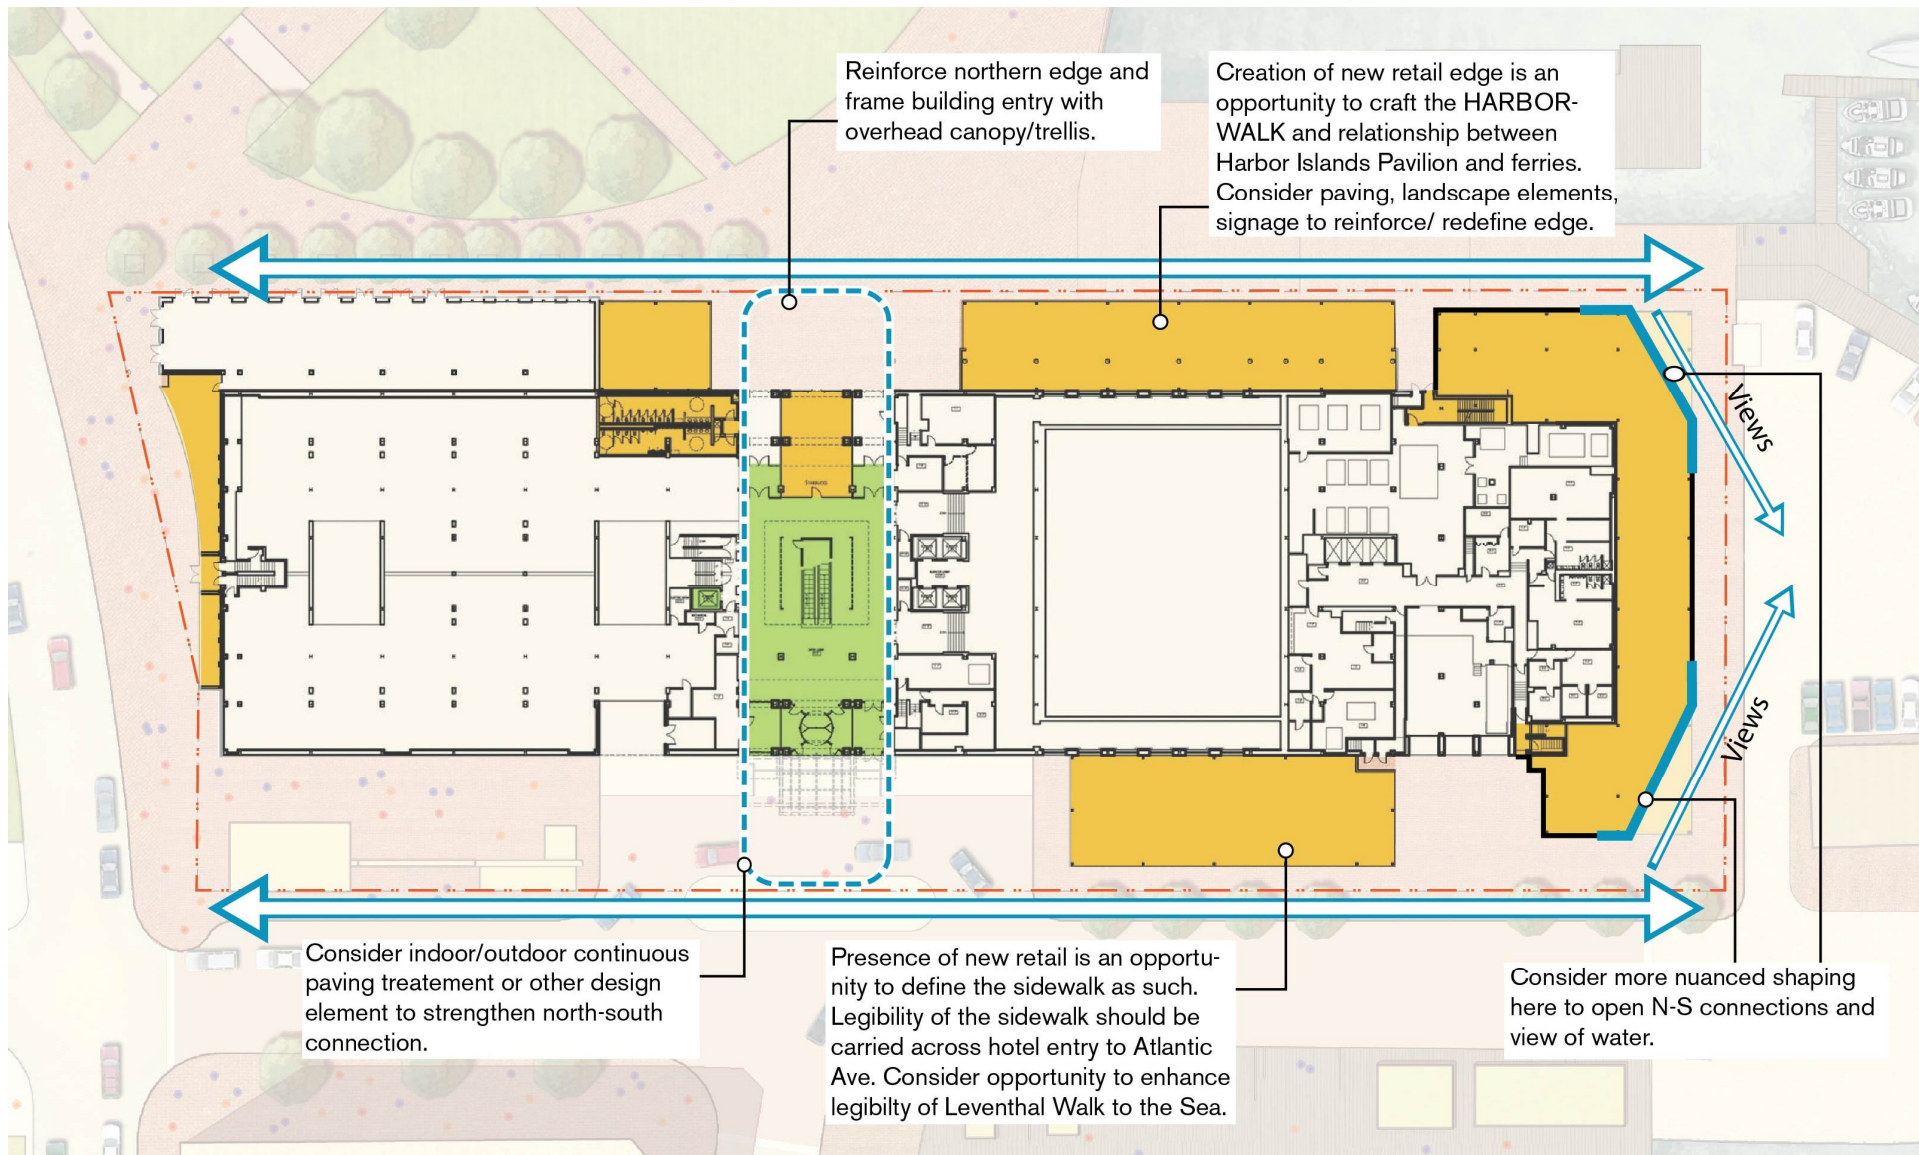 Reinforce northern edge and
frame building entry with
overhead canopy/trellis.
Creation of new retail edge is an
opportunity to craft the HARBOR-
WALK and relationship between
Harbor Islands Pavilion and ferries.
Consider paving, landscape elements,
signage to reinforce/ redefine edge.
Views
Views
Consider indoor/outdoor continuous
paving treatement or other design
element to strengthen north-south
connection.
Presence of new retail is an opportu-
nity to define the sidewalk as such.
Legibility of the sidewalk should be
carried across hotel entry to Atlantic
Ave. Consider opportunity to enhance
legibilty of Leventhal Walk to the Sea.
Consider more nuanced shaping
here to open N-S connections and
view of water.